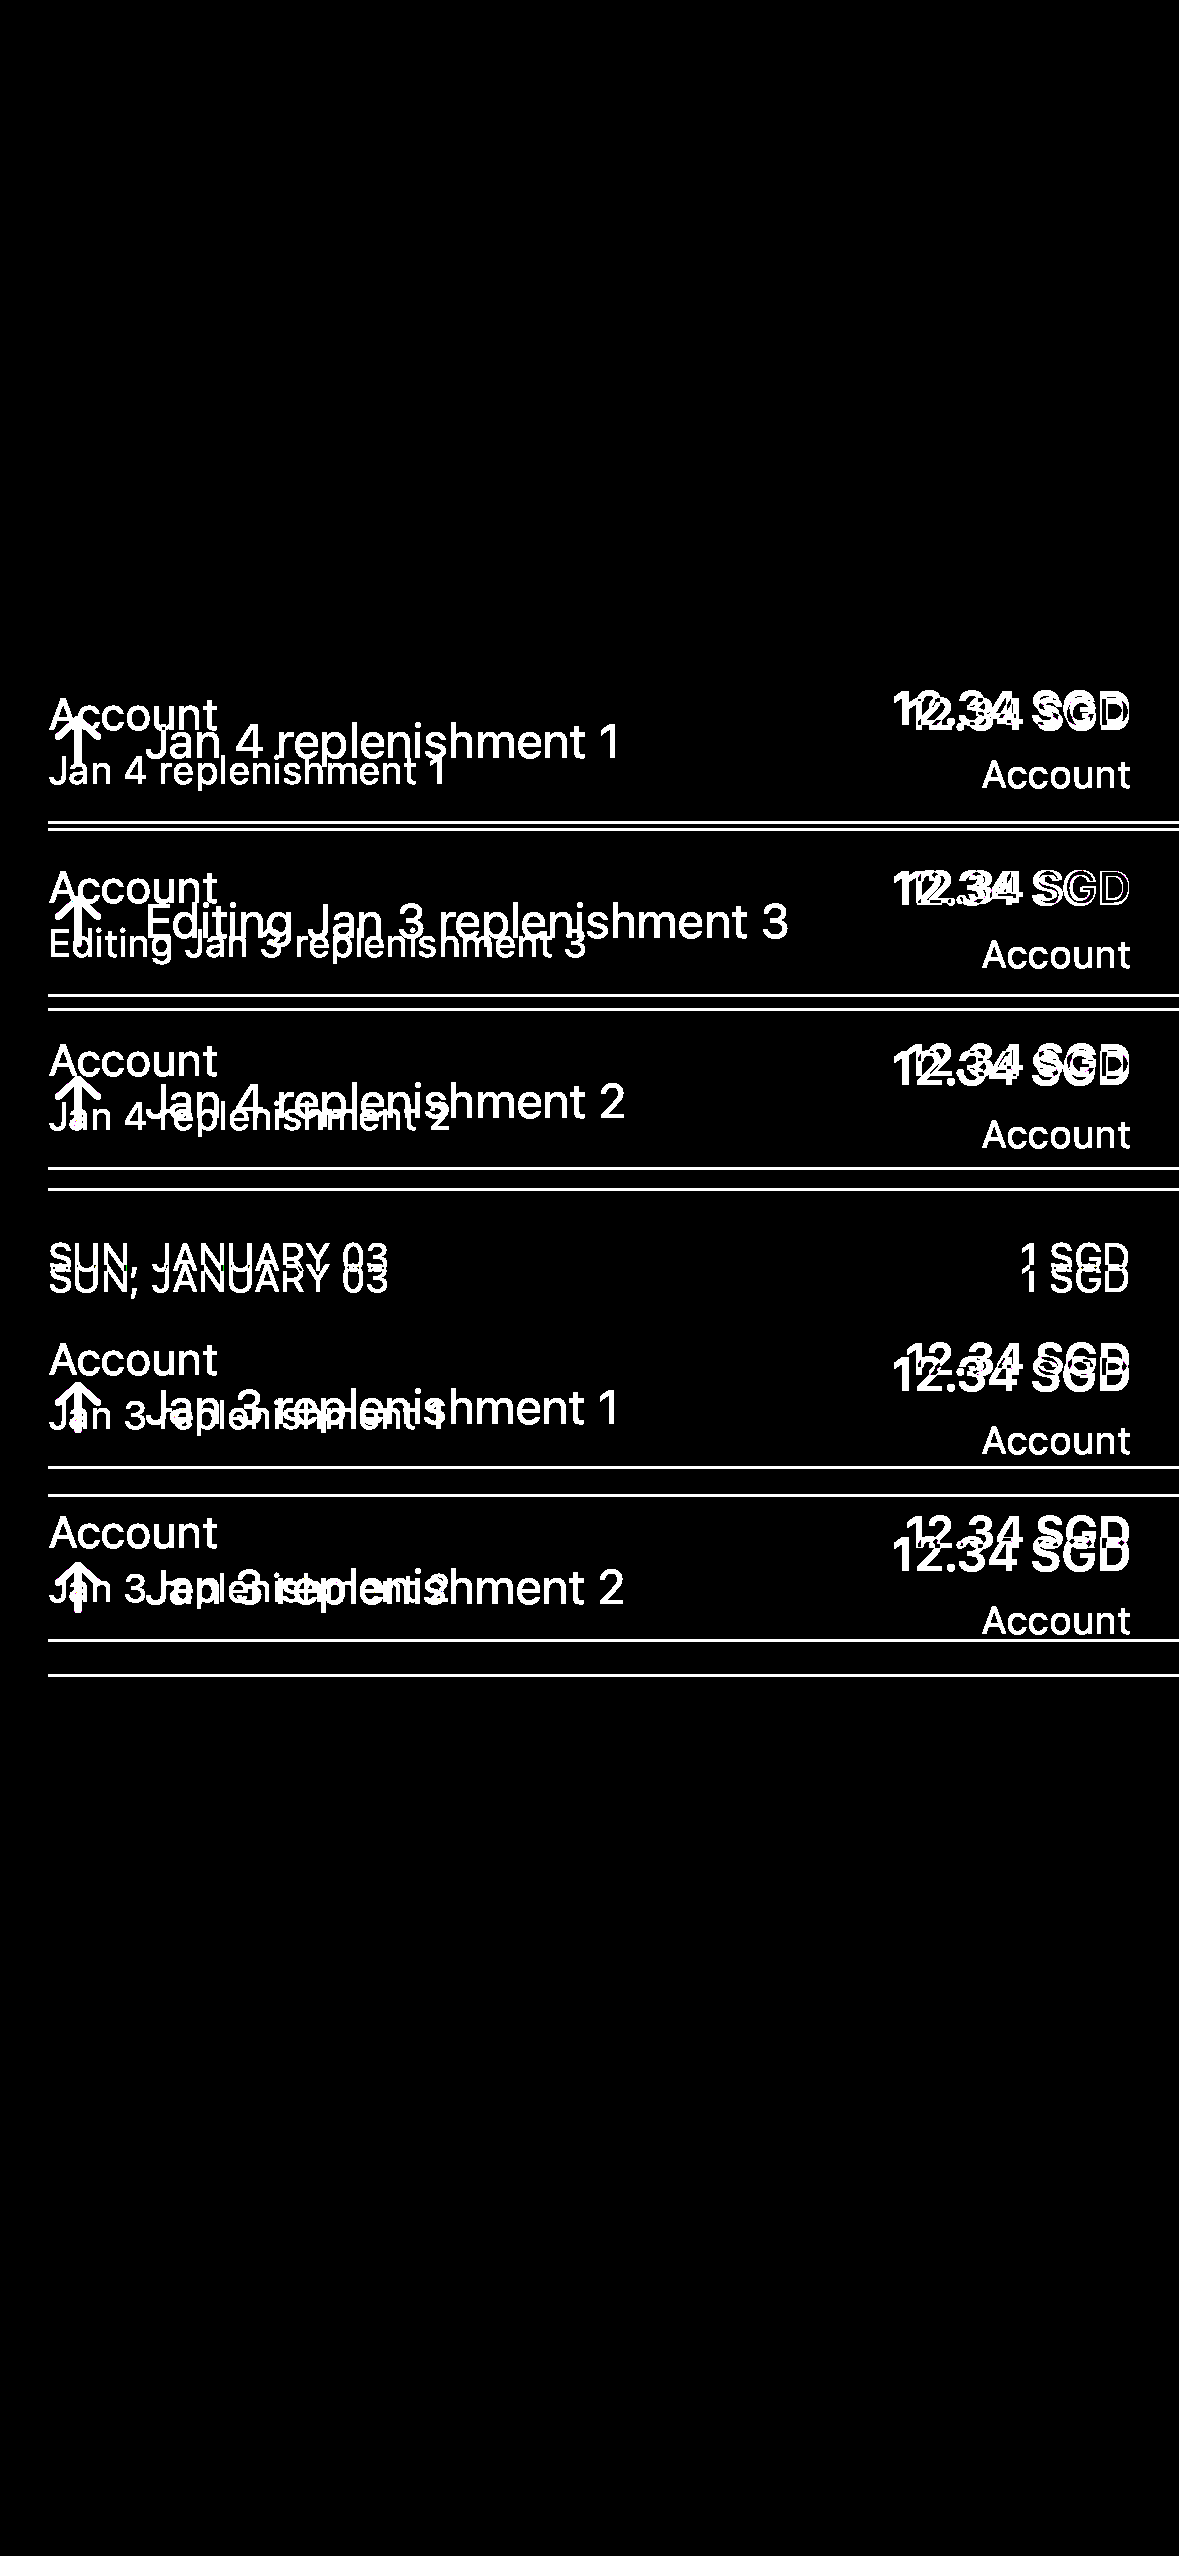 Account 12.34 SGD
12.34 SGD
Jan 4 replenishment 1
Jan 4 replenishment 1 Account
Account 12.34 SGD
12.34 SGD
Editing Jan 3 replenishment 3
Editing Jan 3 replenishment 3 Account
Account 12.34 SGD
12.34 SGD
Jan 4 replenishment 2
Jan 4 replenishment 2 Account
SUN, JANUARY 03 1 SGD
SUN, JANUARY 03 1 SGD
Account 12.34 SGD
12.34 SGD
Jan 3 replenishment 1
Jan 3 replenishment 1 Account
Account 12.34 SGD
12.34 SGD
Jan 3 replenishment 2
Jan 3 replenishment 2 Account